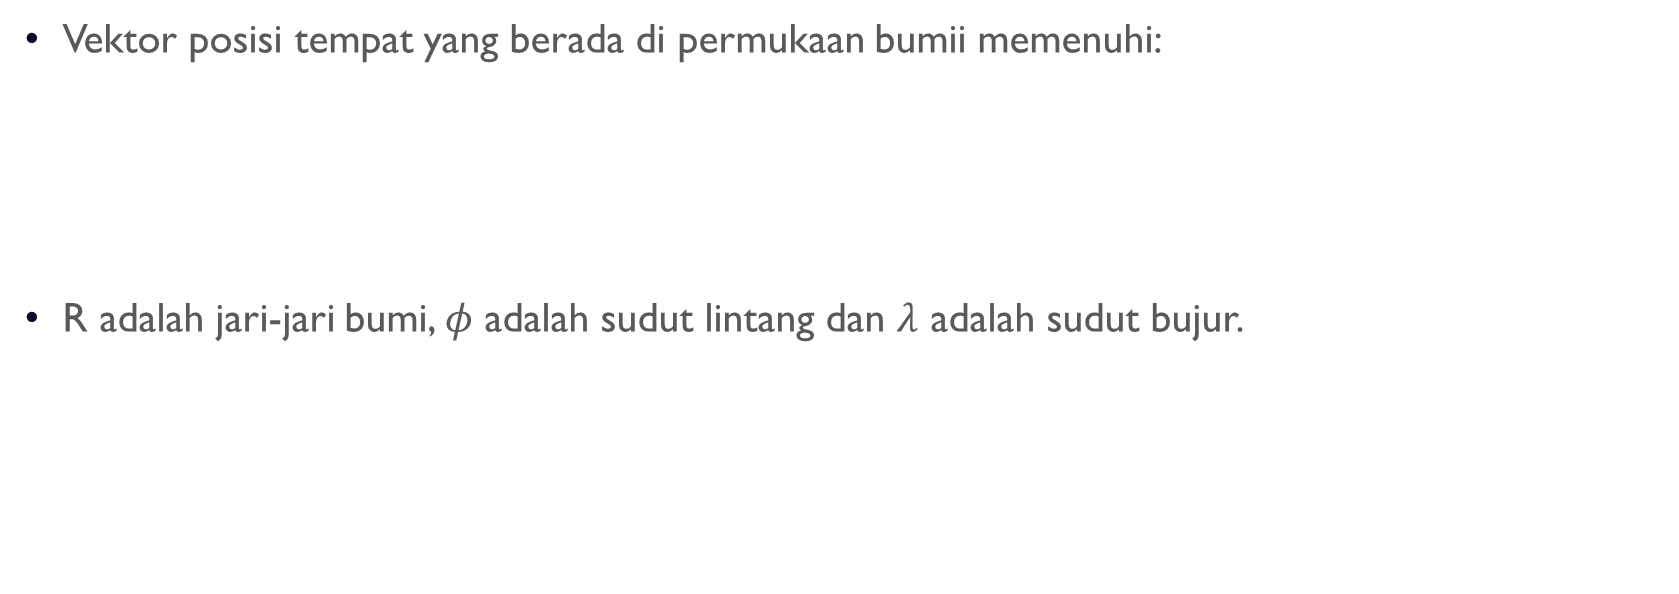 • Vektor posisi tempat yang berada di permukaan bumii memenuhi:
• R adalah jari-jari bumi, ϕ adalah sudut lintang dan λ adalah sudut bujur.